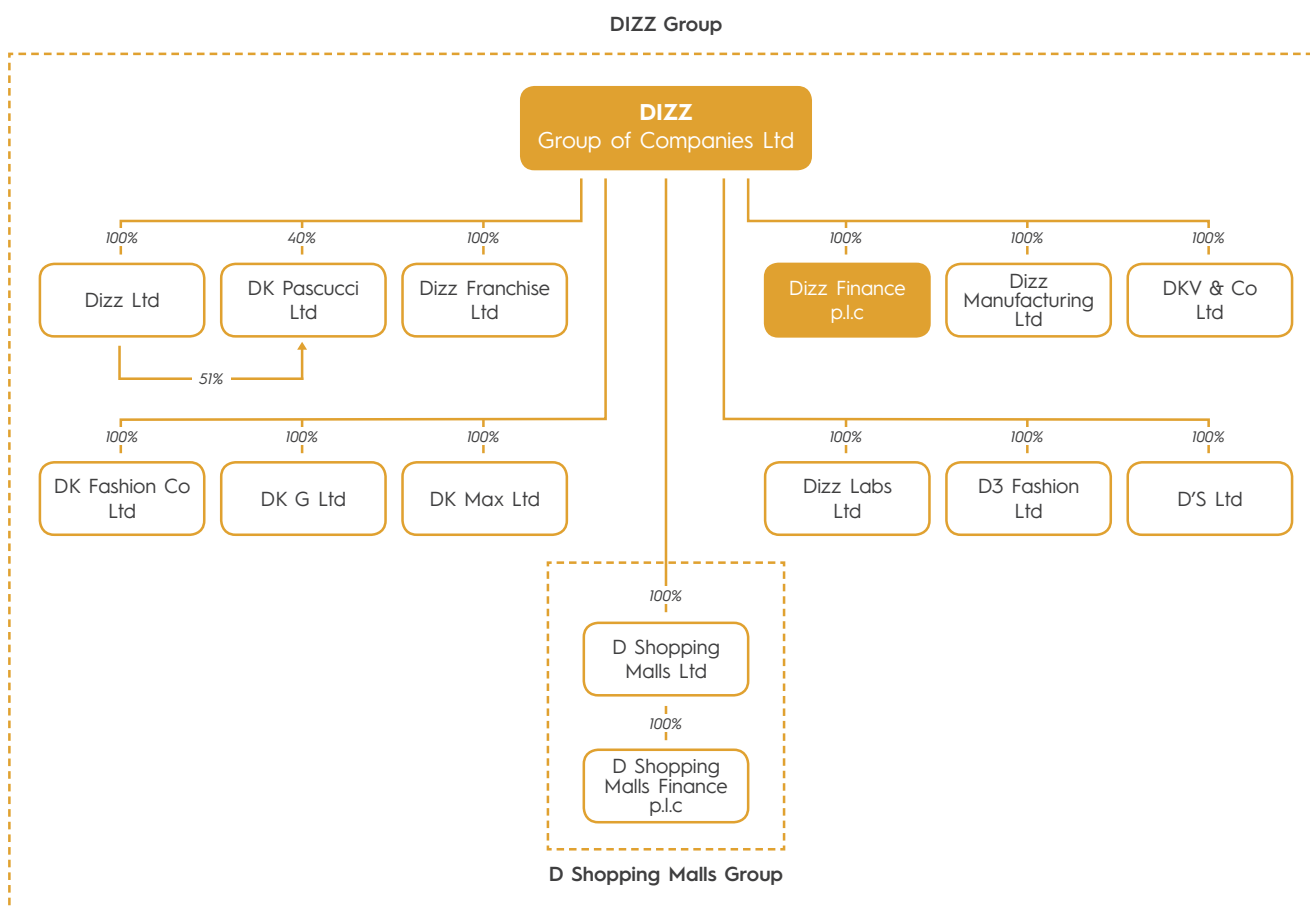 DIZZ Group
DIZZ
Group of Companies Ltd
100%
40%
100%
100%
100%
100%
Dizz Ltd
DK Pascucci
Ltd
Dizz Franchise
Ltd
Dizz Finance
p.l.c
Dizz
Manufacturing
Ltd
DKV & Co
Ltd
51%
100%
100%
100%
100%
100%
100%
DK Fashion Co
Ltd
DK G Ltd
DK Max Ltd
Dizz Labs
Ltd
D3 Fashion
Ltd
D'S Ltd
100%
D Shopping
Malls Ltd
100%
D Shopping
Malls Finance
p.l.c
D Shopping Malls Group